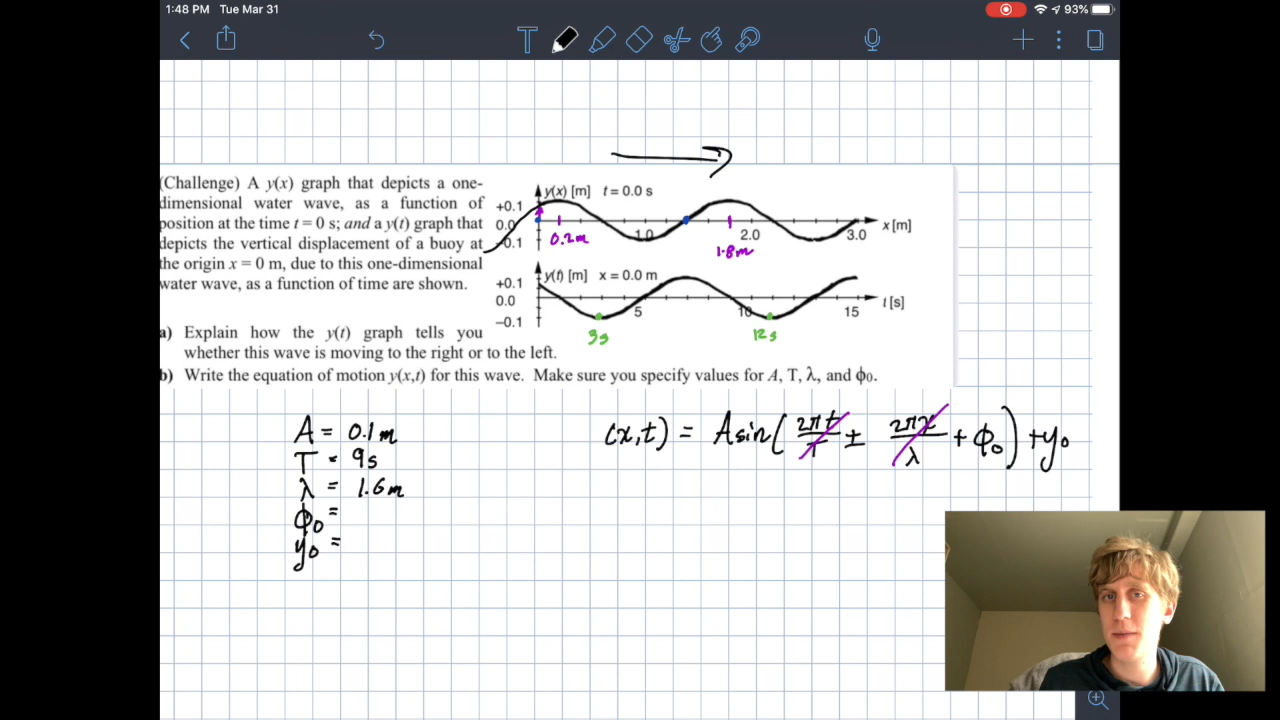 1:48 PM Tue Mar 31
93%
(Challenge) A y(x) graph that depicts a one-
dimensional water wave, as a function of
position at the time t = 0 s; and a y(t) graph that
depicts the vertical displacement of a buoy at
the origin x = 0 m, due to this one-dimensional
water wave, as a function of time are shown.
a) Explain how the y(t) graph tells you
whether this wave is moving to the right or to the left.
b) Write the equation of motion y(x,t) for this wave. Make sure you specify values for A, T, λ, and ϕ0.
y(x) [m] t = 0.0 s
+0.1
0.0
-0.1
1.0
2.0
3.0
x [m]
0.2m
1.8m
y(t) [m] x = 0.0 m
+0.1
0.0
−0.1
5
10
15
t [s]
3s
12s
A = 0.1m
T = 9s
λ = 1.6m
ϕ0 =
y0 =
(x,t) = A sin( 2πt/T ± 2πx/λ + ϕ0 ) + y0